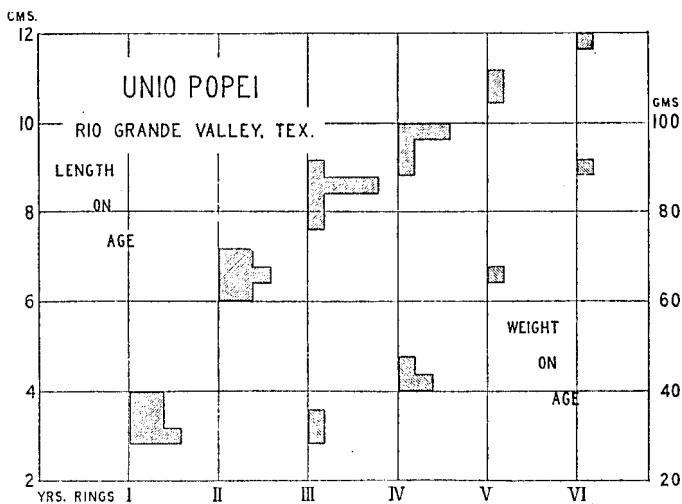 CMS.
12
10
8
6
4
2
UNIO POPEI
RIO GRANDE VALLEY, TEX.
LENGTH
ON
AGE
GMS
100
80
60
40
20
WEIGHT
ON
AGE
YRS. RINGS I II III IV V VI